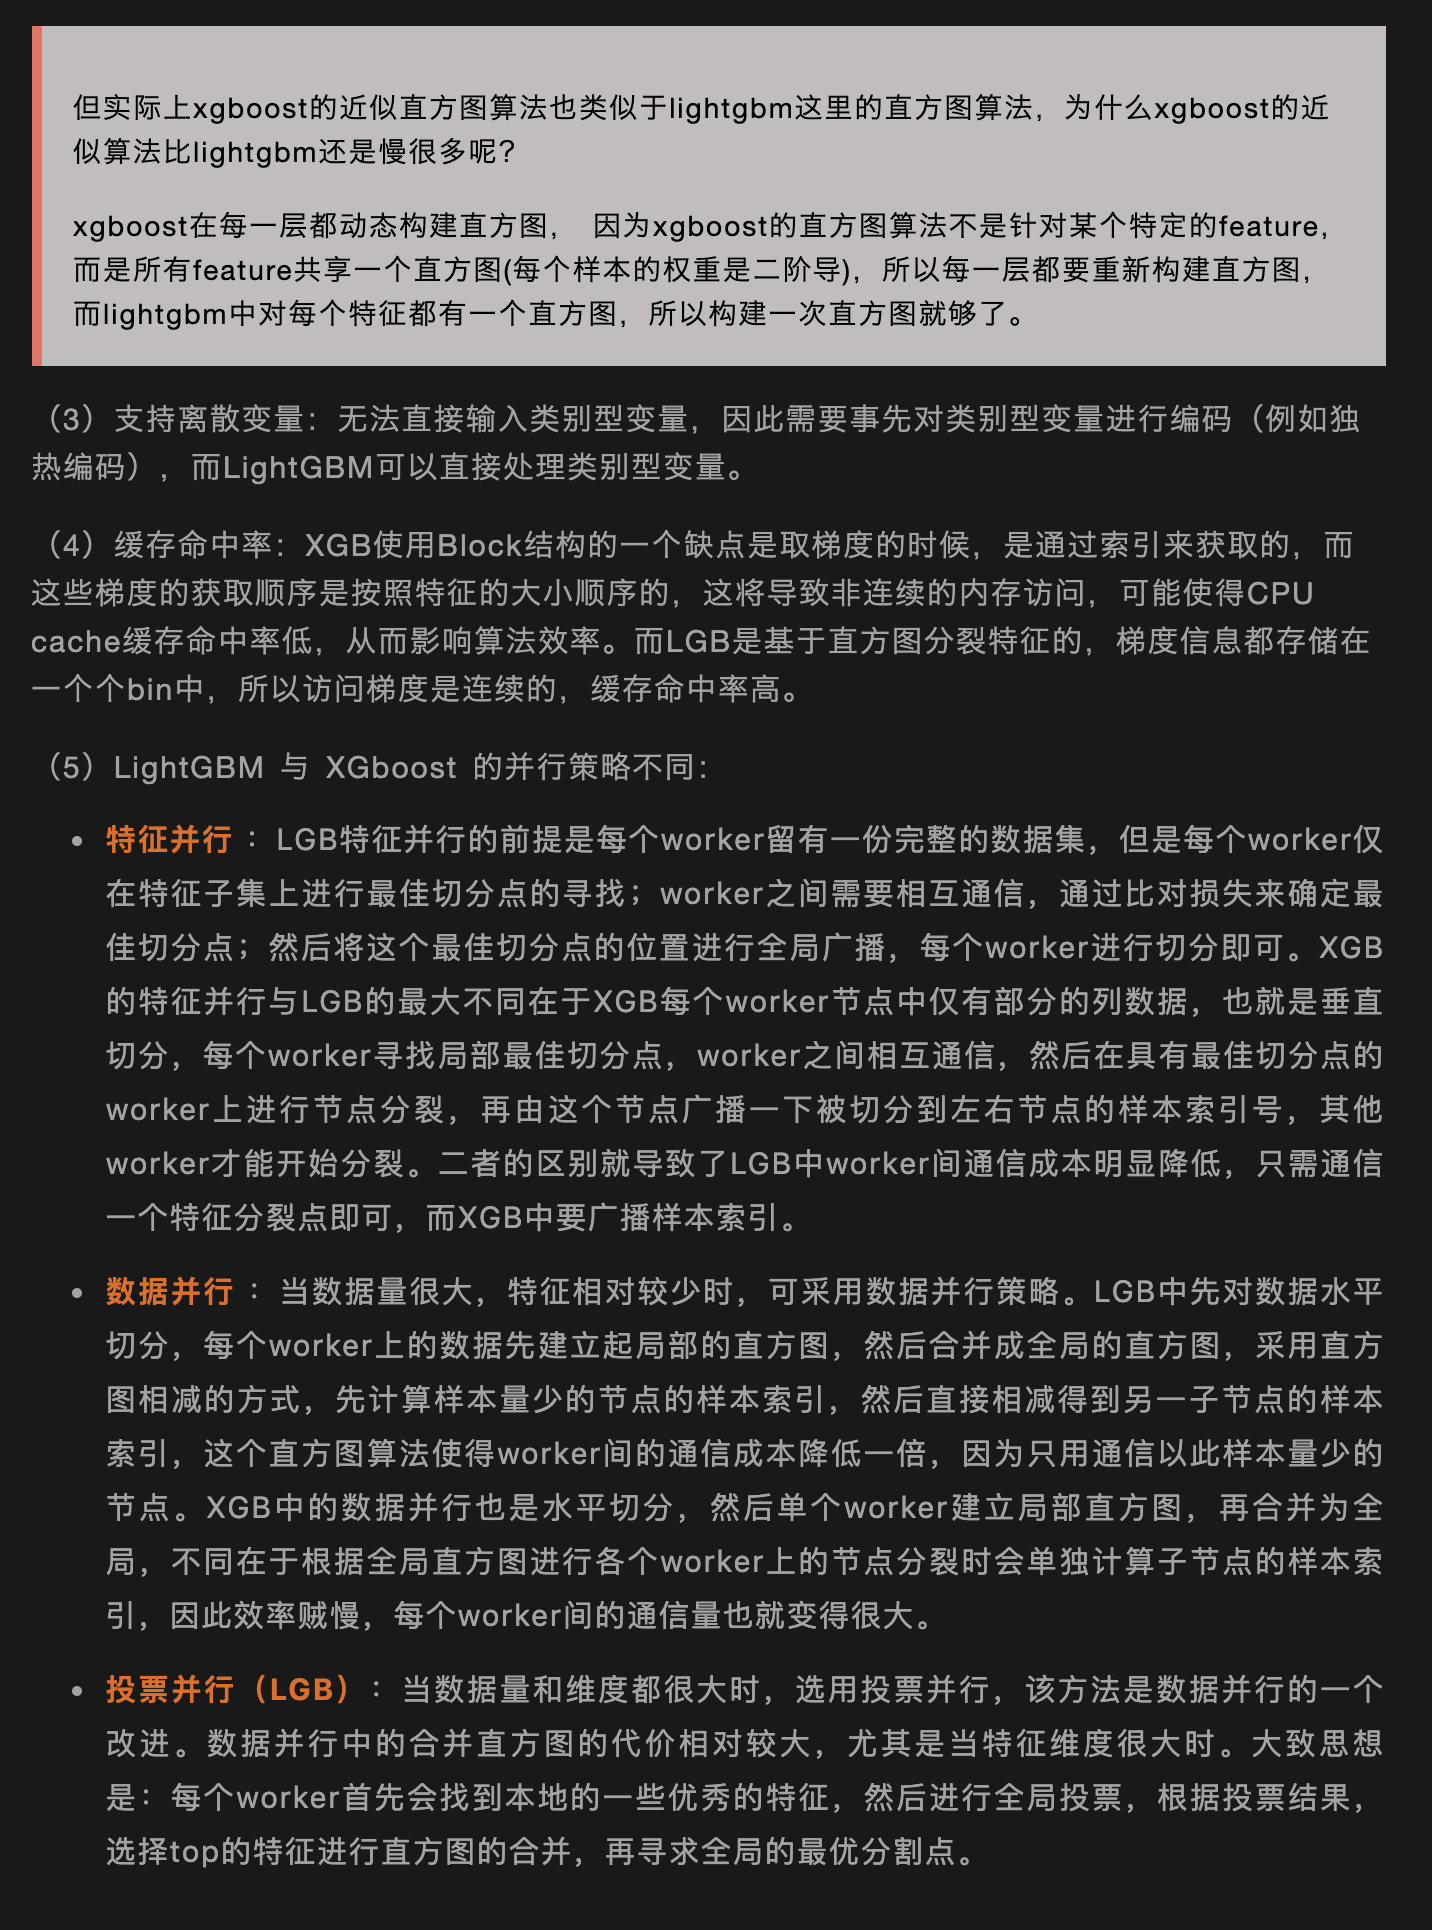 但实际上xgboost的近似直方图算法也类似于lightgbm这里的直方图算法，为什么xgboost的近
似算法比lightgbm还是慢很多呢？
xgboost在每一层都动态构建直方图， 因为xgboost的直方图算法不是针对某个特定的feature，
而是所有feature共享一个直方图(每个样本的权重是二阶导)，所以每一层都要重新构建直方图，
而lightgbm中对每个特征都有一个直方图，所以构建一次直方图就够了。
（3）支持离散变量：无法直接输入类别型变量，因此需要事先对类别型变量进行编码（例如独
热编码），而LightGBM可以直接处理类别型变量。
（4）缓存命中率：XGB使用Block结构的一个缺点是取梯度的时候，是通过索引来获取的，而
这些梯度的获取顺序是按照特征的大小顺序的，这将导致非连续的内存访问，可能使得CPU
cache缓存命中率低，从而影响算法效率。而LGB是基于直方图分裂特征的，梯度信息都存储在
一个个bin中，所以访问梯度是连续的，缓存命中率高。
（5）LightGBM 与 XGboost 的并行策略不同：
• 特征并行 ：LGB特征并行的前提是每个worker留有一份完整的数据集，但是每个worker仅
在特征子集上进行最佳切分点的寻找；worker之间需要相互通信，通过比对损失来确定最
佳切分点；然后将这个最佳切分点的位置进行全局广播，每个worker进行切分即可。XGB
的特征并行与LGB的最大不同在于XGB每个worker节点中仅有部分的列数据，也就是垂直
切分，每个worker寻找局部最佳切分点，worker之间相互通信，然后在具有最佳切分点的
worker上进行节点分裂，再由这个节点广播一下被切分到左右节点的样本索引号，其他
worker才能开始分裂。二者的区别就导致了LGB中worker间通信成本明显降低，只需通信
一个特征分裂点即可，而XGB中要广播样本索引。
• 数据并行 ：当数据量很大，特征相对较少时，可采用数据并行策略。LGB中先对数据水平
切分，每个worker上的数据先建立起局部的直方图，然后合并成全局的直方图，采用直方
图相减的方式，先计算样本量少的节点的样本索引，然后直接相减得到另一子节点的样本
索引，这个直方图算法使得worker间的通信成本降低一倍，因为只用通信以此样本量少的
节点。XGB中的数据并行也是水平切分，然后单个worker建立局部直方图，再合并为全
局，不同在于根据全局直方图进行各个worker上的节点分裂时会单独计算子节点的样本索
引，因此效率贼慢，每个worker间的通信量也就变得很大。
• 投票并行（LGB）：当数据量和维度都很大时，选用投票并行，该方法是数据并行的一个
改进。数据并行中的合并直方图的代价相对较大，尤其是当特征维度很大时。大致思想
是：每个worker首先会找到本地的一些优秀的特征，然后进行全局投票，根据投票结果，
选择top的特征进行直方图的合并，再寻求全局的最优分割点。